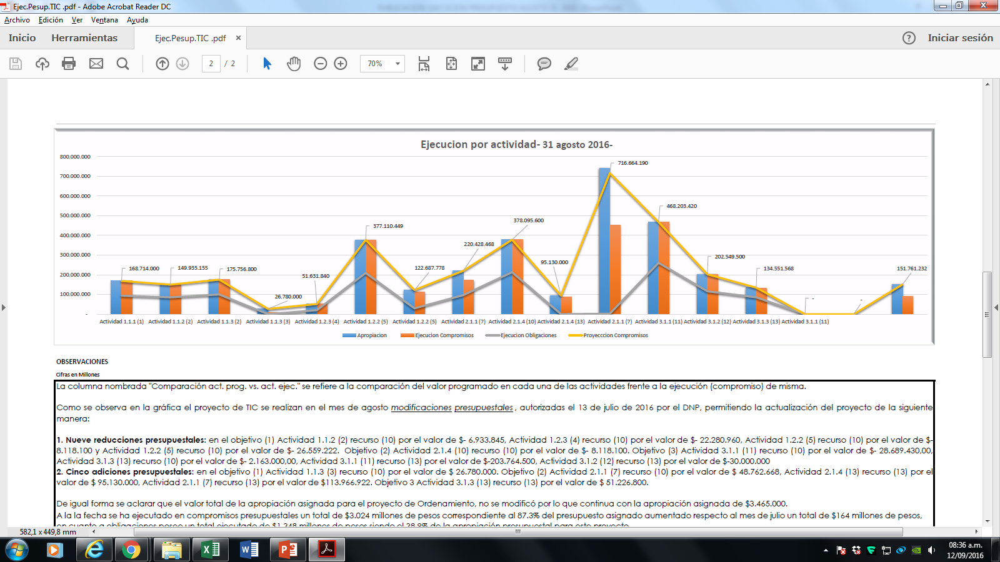 Ejec.Pesup.TIC .pdf - Adobe Acrobat Reader DC
Archivo Edición Ver Ventana Ayuda
Inicio Herramientas Ejec.Pesup.TIC .pdf × ? Iniciar sesión
2 / 2 70%
Ejecucion por actividad- 31 agosto 2016-
800.000.000
700.000.000
600.000.000
500.000.000
400.000.000
300.000.000
200.000.000
100.000.000
-
168.714.000
149.935.155
175.756.800
26.780.000
51.631.840
377.110.449
122.687.778
220.428.468
378.095.600
95.130.000
716.664.190
468.203.420
202.549.500
134.551.568
-
-
151.761.232
Actividad 1.1.1 (1) Actividad 1.1.2 (2) Actividad 1.1.3 (2) Actividad 1.1.3 (3) Actividad 1.2.3 (4) Actividad 1.2.2 (5) Actividad 1.2.2 (5) Actividad 2.1.1 (7) Actividad 2.1.4 (10) Actividad 2.1.4 (13) Actividad 2.1.1 (7) Actividad 3.1.1 (11) Actividad 3.1.2 (12) Actividad 3.1.3 (13) Actividad 3.1.1 (11)
Apropiacion Ejecucion Compromisos Ejecucion Obligaciones Proyecccion Compromisos
OBSERVACIONES
Cifras en Millones
La columna nombrada "Comparación act. prog. vs. act. ejec." se refiere a la comparación del valor programado en cada una de las actividades frente a la ejecución (compromiso) de misma.
Como se observa en la gráfica el proyecto de TIC se realizan en el mes de agosto modificaciones presupuestales , autorizadas el 13 de julio de 2016 por el DNP, permitiendo la actualización del proyecto de la siguiente
manera:
1. Nueve reducciones presupuestales: en el objetivo (1) Actividad 1.1.2 (2) recurso (10) por el valor de $- 6.933.845, Actividad 1.2.3 (4) recurso (10) por el valor de $- 22.280.960, Actividad 1.2.2 (5) recurso (10) por el valor de $-
8.118.100 y Actividad 1.2.2 (5) recurso (10) por el valor de $- 26.559.222. Objetivo (2) Actividad 2.1.4 (10) recurso (10) por el valor de $- 8.118.100. Objetivo (3) Actividad 3.1.1 (11) recurso (10) por el valor de $- 28.689.430,00,
Actividad 3.1.3 (13) recurso (10) por el valor de $- 2.163.000,00, Actividad 3.1.1 (11) recurso (13) por el valor de $-203.764.500, Actividad 3.1.2 (12) recurso (13) por el valor de $-30.000.000
2. Cinco adiciones presupuestales: en el objetivo (1) Actividad 1.1.3 (3) recurso (10) por el valor de $ 26.780.000. Objetivo (2) Actividad 2.1.1 (7) recurso (10) por el valor de $ 48.762.668, Actividad 2.1.4 (13) recurso (13) por el
valor de $ 95.130.000, Actividad 2.1.1 (7) recurso (13) por el valor de $113.966.922. Objetivo 3 Actividad 3.1.3 (13) recurso (13) por el valor de $ 51.226.800.
De igual forma se aclarar que el valor total de la apropiación asignada para el proyecto de Ordenamiento, no se modificó por lo que continua con la apropiación asignada de $3.465.000.
A la la fecha se ha ejecutado en compromisos presupuestales un total de $3.024 millones de pesos correspondiente al 87.3% del presupuesto asignado aumentado respecto al mes de julio un total de $164 millones de pesos,
en cuanto a obligaciones posee un total ejecutado de $1.348 millones de pesos siendo el 38.9% de la apropiación presupuestal para este proyecto
582,1 x 449,8 mm
08:36 a.m.
12/09/2016